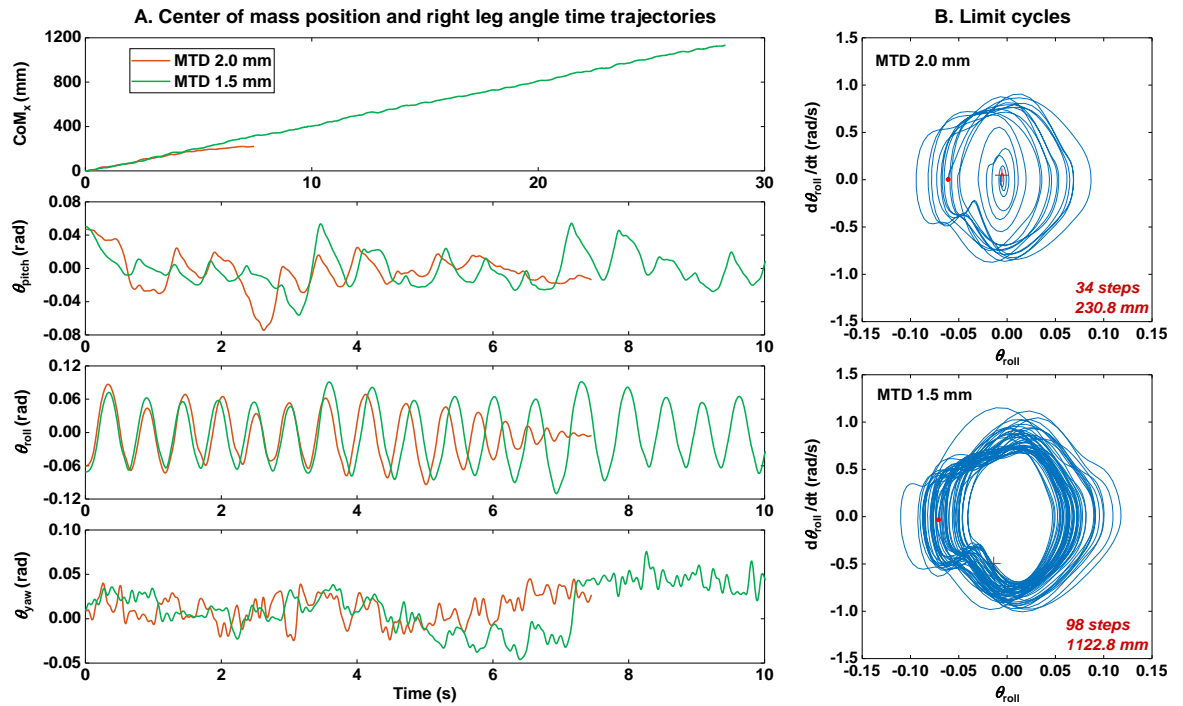 A. Center of mass position and right leg angle time trajectories
1200
800
400
0
CoMx (mm)
MTD 2.0 mm
MTD 1.5 mm
0 10 20 30
0.08
0.04
0.00
-0.04
-0.08
θpitch (rad)
0 2 4 6 8 10
0.12
0.06
0.00
-0.06
-0.12
θroll (rad)
0 2 4 6 8 10
0.10
0.05
0.00
-0.05
θyaw (rad)
0 2 4 6 8 10
Time (s)
B. Limit cycles
1.5
1.0
0.5
0.0
-0.5
-1.0
-1.5
dθroll/dt (rad/s)
MTD 2.0 mm
34 steps
230.8 mm
-0.15 -0.10 -0.05 0.00 0.05 0.10 0.15
θroll
1.5
1.0
0.5
0.0
-0.5
-1.0
-1.5
dθroll/dt (rad/s)
MTD 1.5 mm
98 steps
1122.8 mm
-0.15 -0.10 -0.05 0.00 0.05 0.10 0.15
θroll